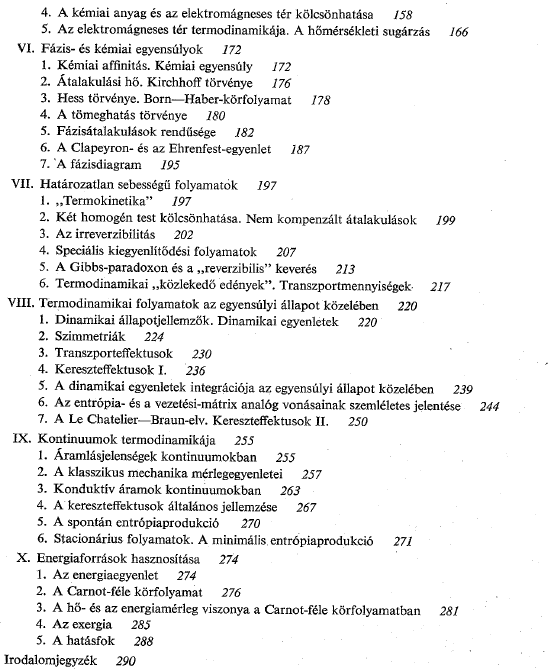 4. A kémiai anyag és az elektromágneses tér kölcsönhatása 158
5. Az elektromágneses tér termodinamikája. A hőmérsékleti sugárzás 166
VI. Fázis- és kémiai egyensúlyok 172
1. Kémiai affinitás. Kémiai egyensúly 172
2. Átalakulási hő. Kirchhoff törvénye 176
3. Hess törvénye. Born—Haber-körfolyamat 178
4. A tömeghatás törvénye 180
5. Fázisátalakulások rendűsége 182
6. A Clapeyron- és az Ehrenfest-egyenlet 187
7. A fázisdiagram 195
VII. Határozatlan sebességű folyamatok 197
1. „Termokinetika” 197
2. Két homogén test kölcsönhatása. Nem kompenzált átalakulások 199
3. Az irreverzibilitás 202
4. Speciális kiegyenlítődési folyamatok 207
5. A Gibbs-paradoxon és a „reverzibilis” keverés 213
6. Termodinamikai „közlekedő edények”. Transzportmennyiségek 217
VIII. Termodinamikai folyamatok az egyensúlyi állapot közelében 220
1. Dinamikai állapotjellemzők. Dinamikai egyenletek 220
2. Szimmetriák 224
3. Transzporteffektusok 230
4. Kereszteffektusok I. 236
5. A dinamikai egyenletek integrációja az egyensúlyi állapot közelében 239
6. Az entrópia- és a vezetési-mátrix analóg vonásainak szemléletes jelentése 244
7. A Le Chatelier—Braun-elv. Kereszteffektusok II. 250
IX. Kontinuumok termodinamikája 255
1. Áramlásjelenségek kontinuumokban 255
2. A klasszikus mechanika mérlegegyenletei 257
3. Konduktív áramok kontinuumokban 263
4. A kereszteffektusok általános jellemzése 267
5. A spontán entrópiaprodukció 270
6. Stacionárius folyamatok. A minimális entrópiaprodukció 271
X. Energiaforrások hasznosítása 274
1. Az energiaegyenlet 274
2. A Carnot-féle körfolyamat 276
3. A hő- és az energiamérleg viszonya a Carnot-féle körfolyamatban 281
4. Az exergia 285
5. A hatásfok 288
Irodalomjegyzék 290